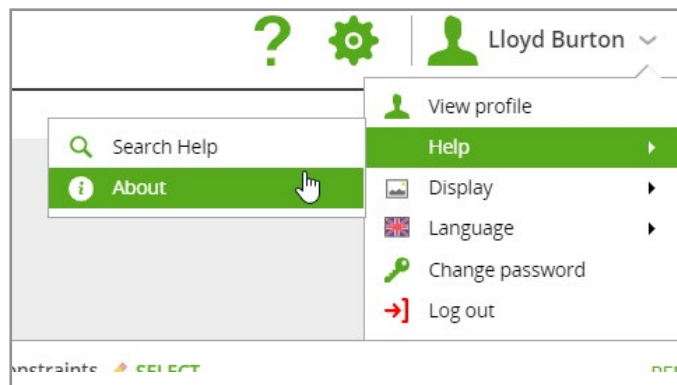 ?
Lloyd Burton
View profile
Search Help
Help
About
Display
Language
Change password
Log out
SELECT